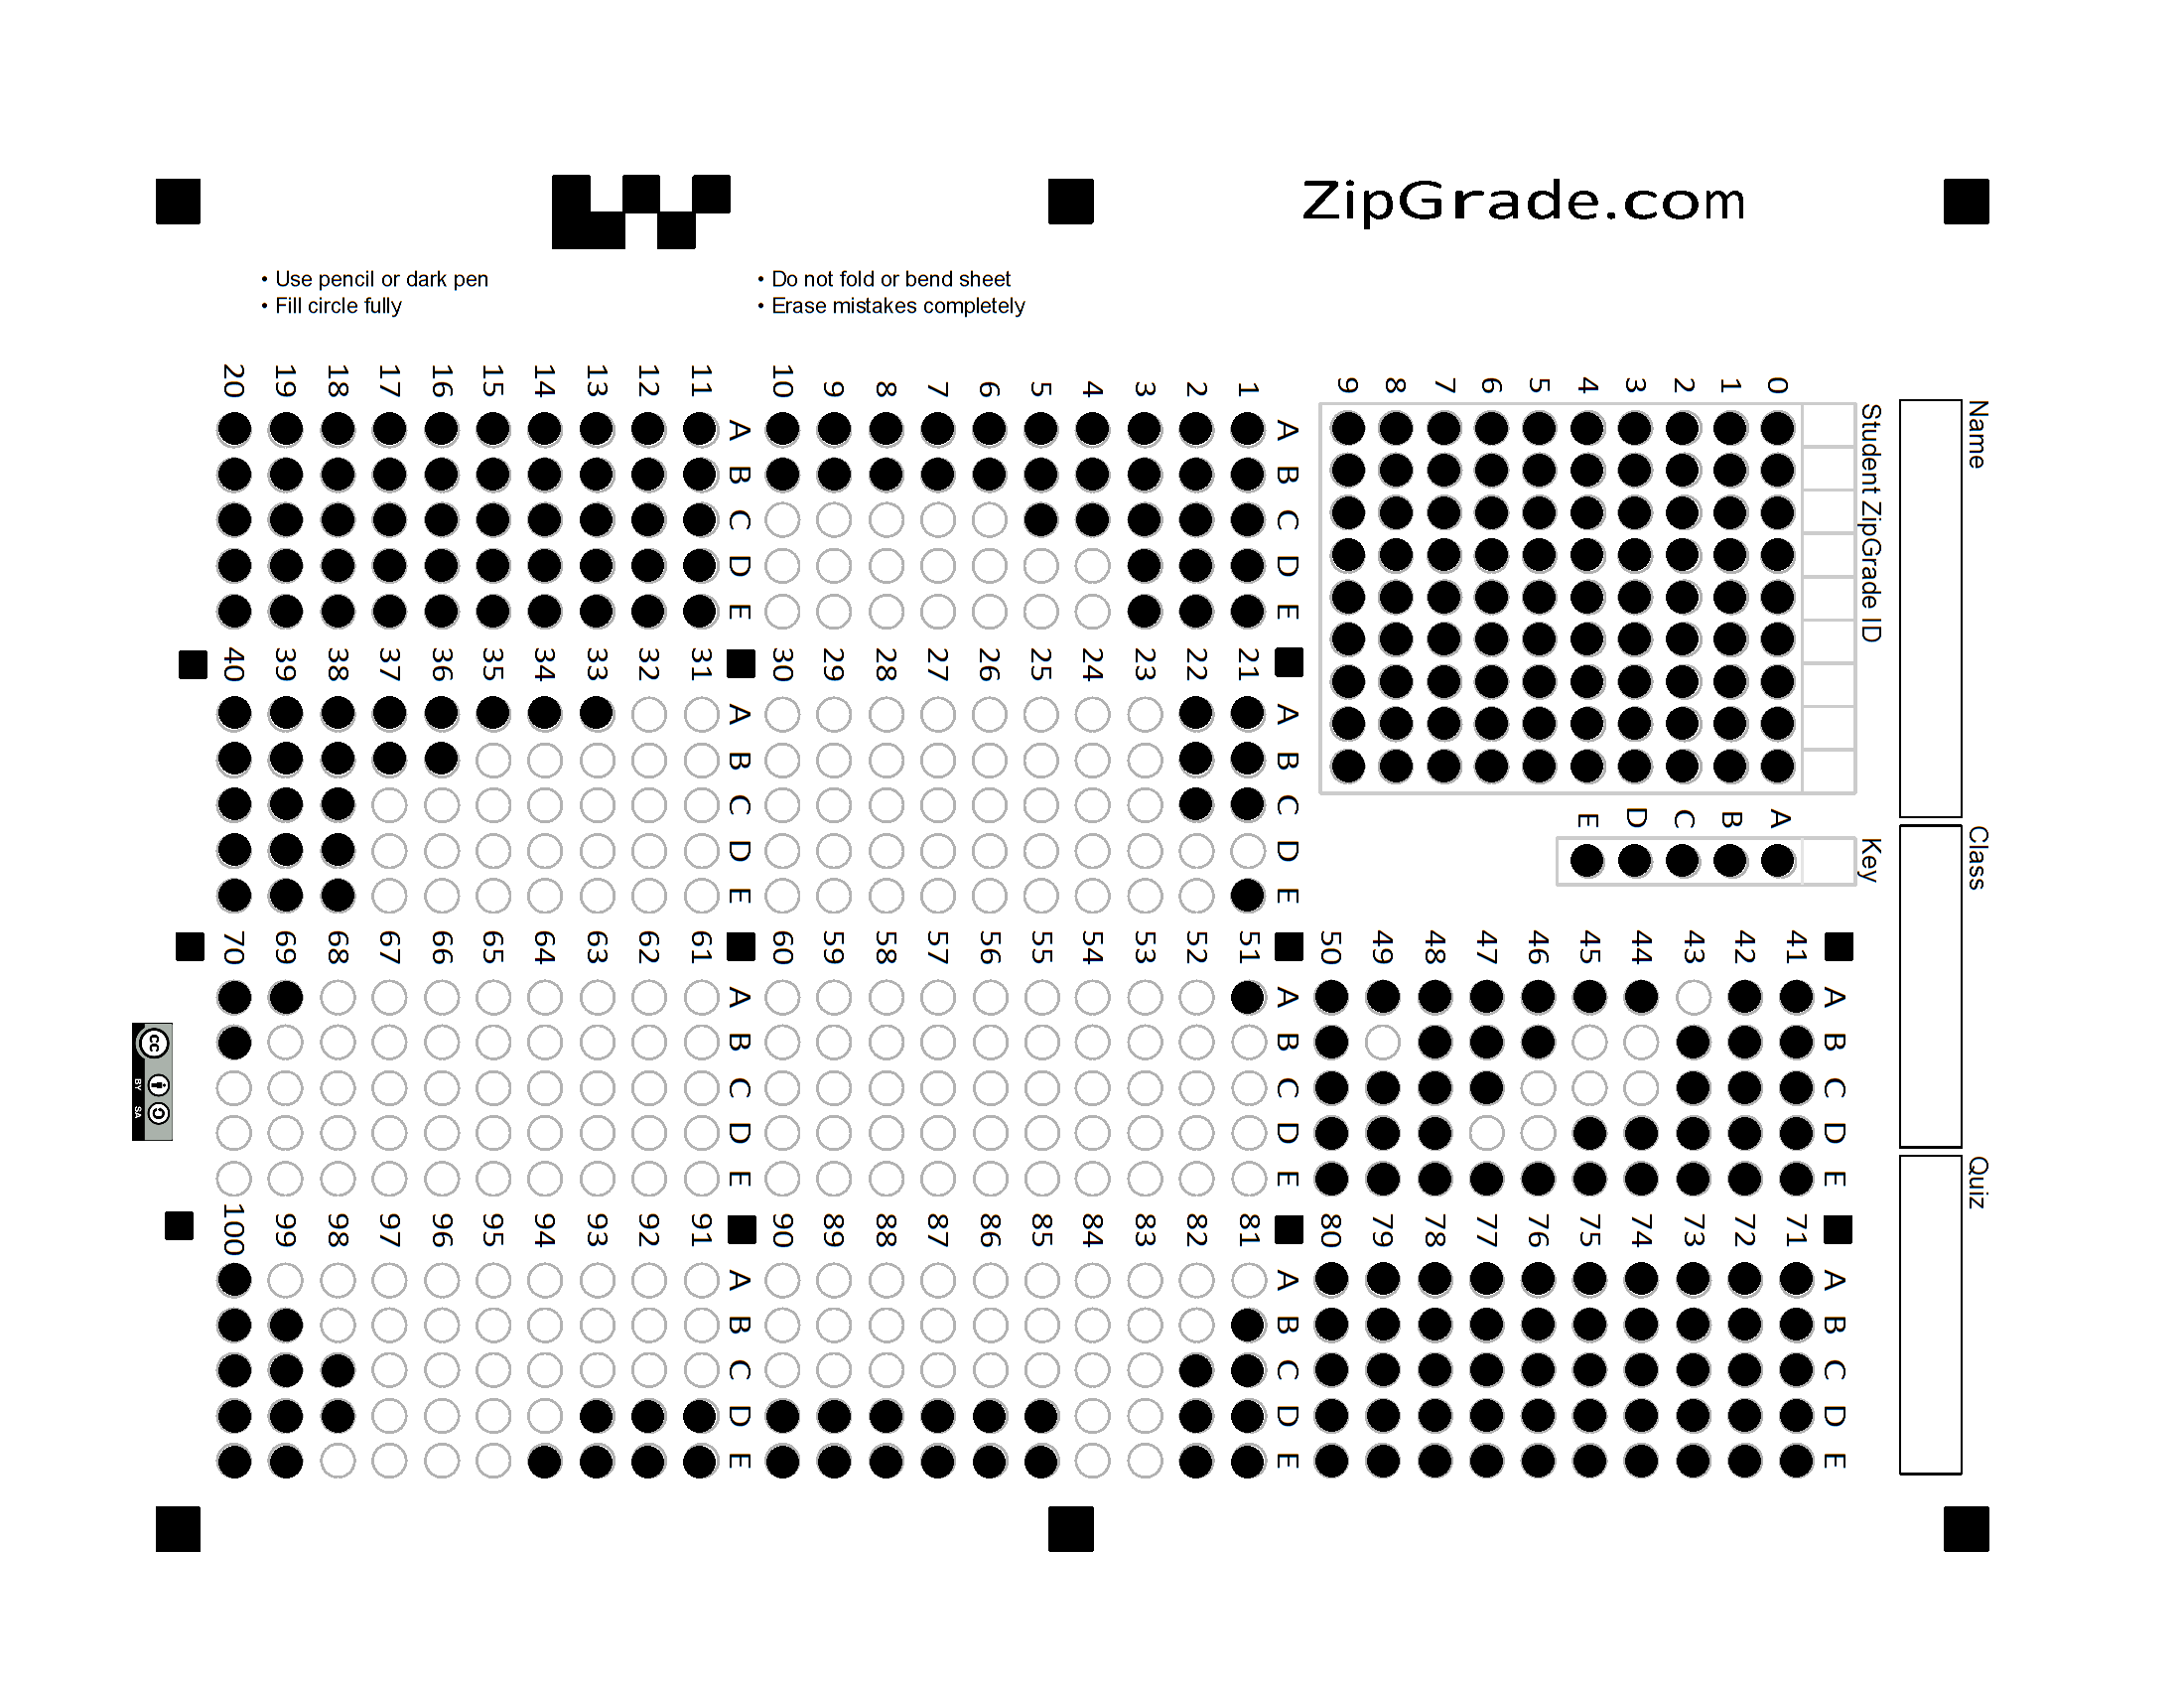 ZipGrade.com
• Use pencil or dark pen
• Fill circle fully
• Do not fold or bend sheet
• Erase mistakes completely
Name
Class
Quiz
Student ZipGrade ID
0 1 2 3 4 5 6 7 8 9
Key
A B C D E
1 2 3 4 5 6 7 8 9 10
A B C D E
11 12 13 14 15 16 17 18 19 20
A B C D E
21 22 23 24 25 26 27 28 29 30
A B C D E
31 32 33 34 35 36 37 38 39 40
A B C D E
41 42 43 44 45 46 47 48 49 50
A B C D E
51 52 53 54 55 56 57 58 59 60
A B C D E
61 62 63 64 65 66 67 68 69 70
A B C D E
71 72 73 74 75 76 77 78 79 80
A B C D E
81 82 83 84 85 86 87 88 89 90
A B C D E
91 92 93 94 95 96 97 98 99 100
A B C D E
cc
BY SA